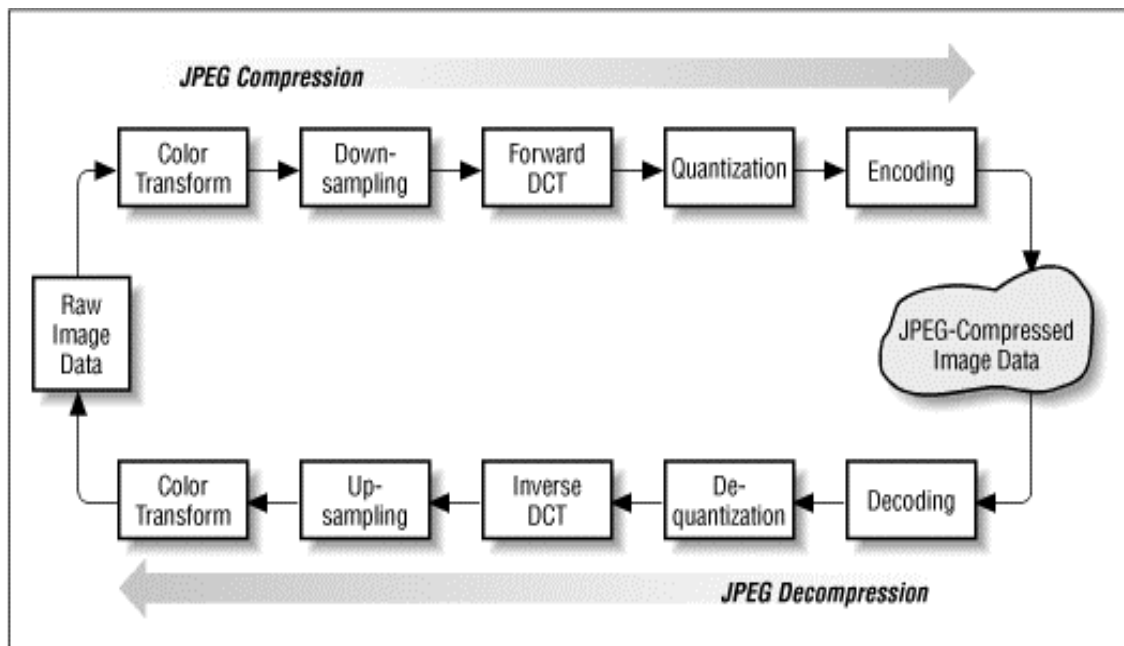 JPEG Compression
Color
Transform
Down-
sampling
Forward
DCT
Quantization
Encoding
Raw
Image
Data
JPEG-Compressed
Image Data
Color
Transform
Up-
sampling
Inverse
DCT
De-
quantization
Decoding
JPEG Decompression